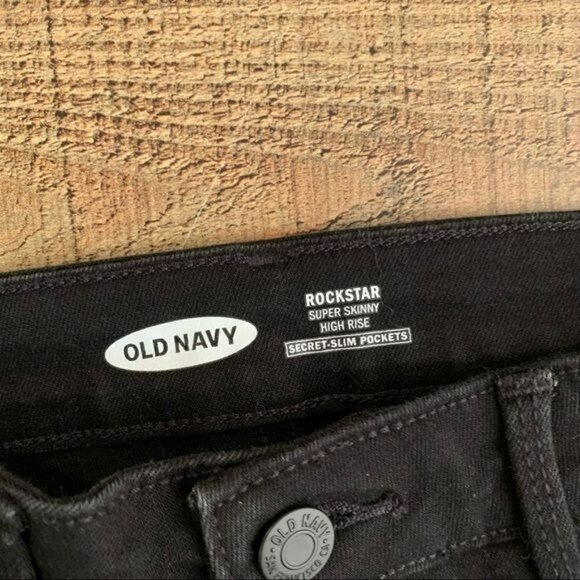 OLD NAVY
ROCKSTAR
SUPER SKINNY
HIGH RISE
SECRET-SLIM POCKETS
OLD NAVY